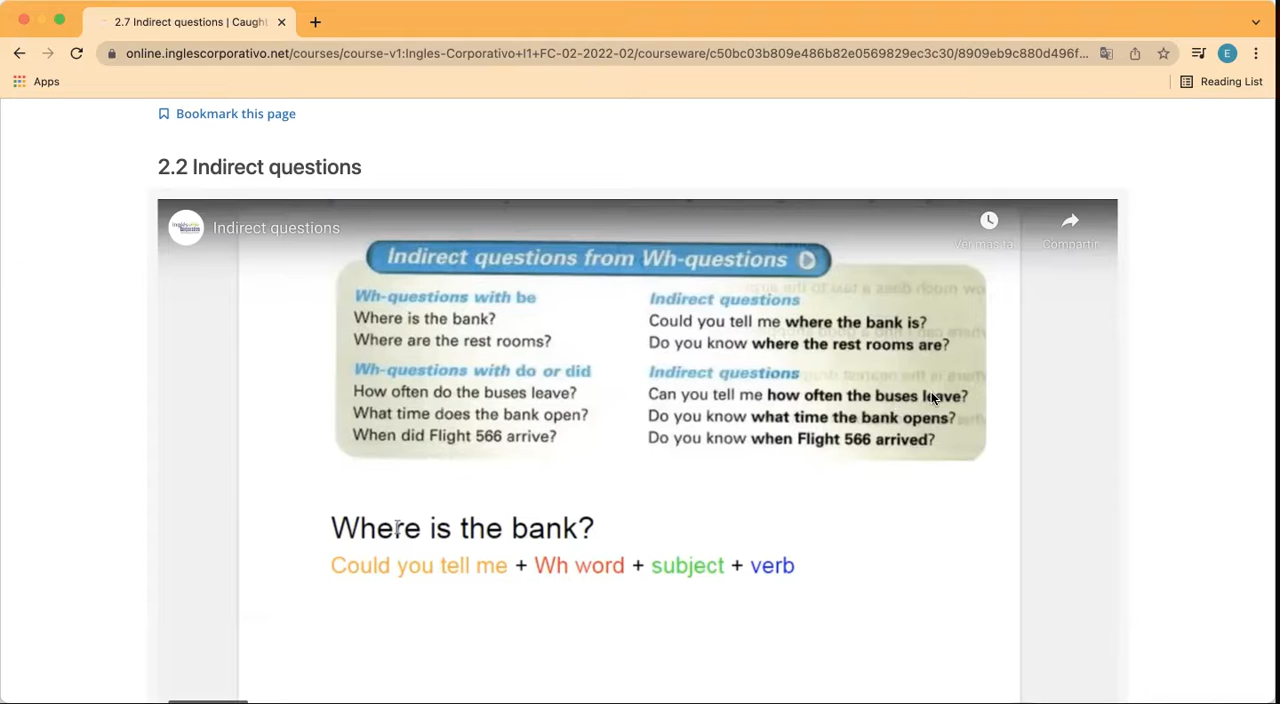 2.7 Indirect questions | Caught
online.inglescorporativo.net/courses/course-v1:Ingles-Corporativo+I1+FC-02-2022-02/courseware/c50bc03b809e486b82e0569829ec3c30/8909eb9c880d496f...
E
Apps
Reading List
Bookmark this page
2.2 Indirect questions
Indirect questions
Ver más ta...
Compartir
Indirect questions from Wh-questions
Wh-questions with be
Where is the bank?
Where are the rest rooms?
Wh-questions with do or did
How often do the buses leave?
What time does the bank open?
When did Flight 566 arrive?
Indirect questions
Could you tell me where the bank is?
Do you know where the rest rooms are?
Indirect questions
Can you tell me how often the buses leave?
Do you know what time the bank opens?
Do you know when Flight 566 arrived?
Where is the bank?
Could you tell me + Wh word + subject + verb